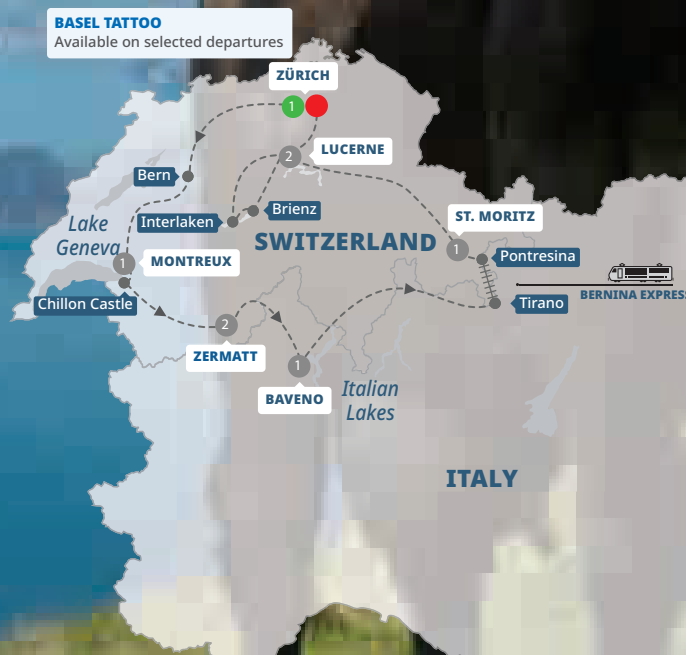 BASEL TATTOO
Available on selected departures
ZÜRICH
1
2
LUCERNE
Bern
Brienz
Interlaken
Lake
Geneva
SWITZERLAND
ST. MORITZ
1
Pontresina
1
MONTREUX
Chillon Castle
Tirano
BERNINA EXPRESS
2
ZERMATT
1
BAVENO
Italian
Lakes
ITALY